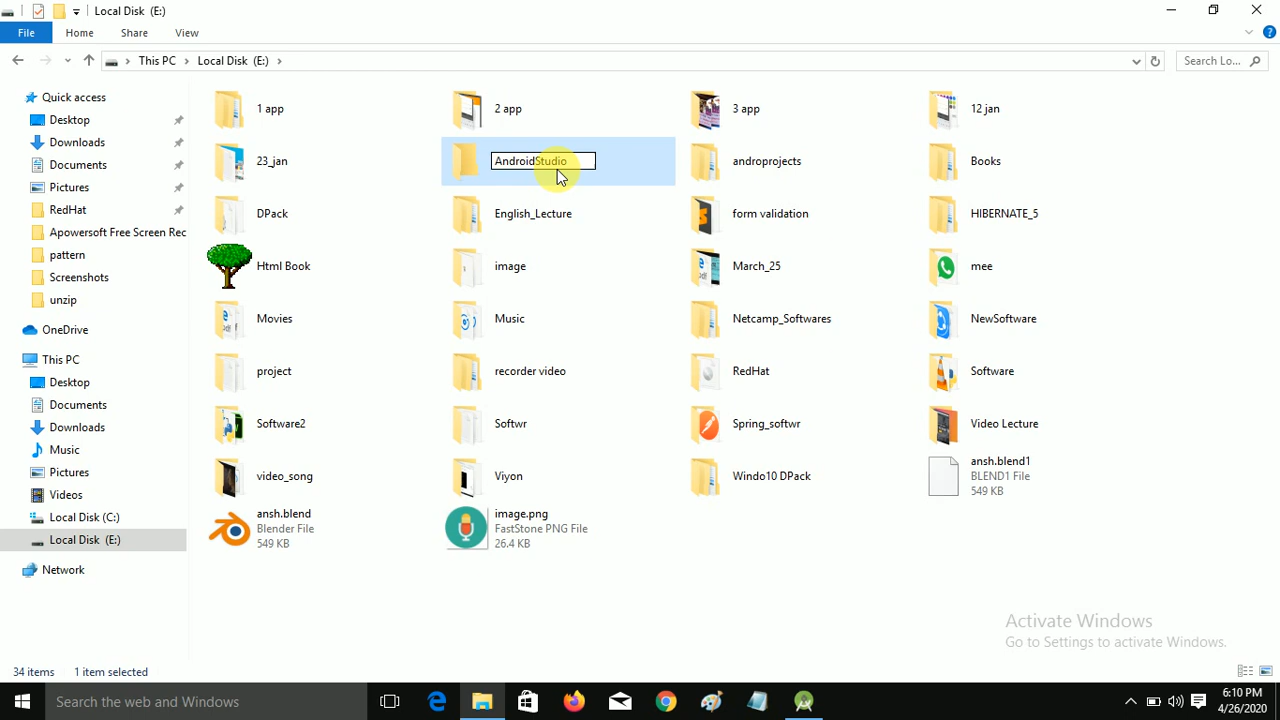 Local Disk (E:)
File Home Share View
This PC Local Disk (E:) Search Lo...
Quick access
Desktop
Downloads
Documents
Pictures
RedHat
Apowersoft Free Screen Rec
pattern
Screenshots
unzip
OneDrive
This PC
Desktop
Documents
Downloads
Music
Pictures
Videos
Local Disk (C:)
Local Disk (E:)
Network
1 app 2 app 3 app 12 jan
23_jan AndroidStudio androprojects Books
DPack English_Lecture form validation HIBERNATE_5
Html Book image March_25 mee
Movies Music Netcamp_Softwares NewSoftware
project recorder video RedHat Software
Software2 Softwr Spring_softwr Video Lecture
video_song Viyon Windo10 DPack
ansh.blend1
BLEND1 File
549 KB
ansh.blend
Blender File
549 KB
image.png
FastStone PNG File
26.4 KB
Activate Windows
Go to Settings to activate Windows.
34 items 1 item selected
Search the web and Windows
6:10 PM
4/26/2020